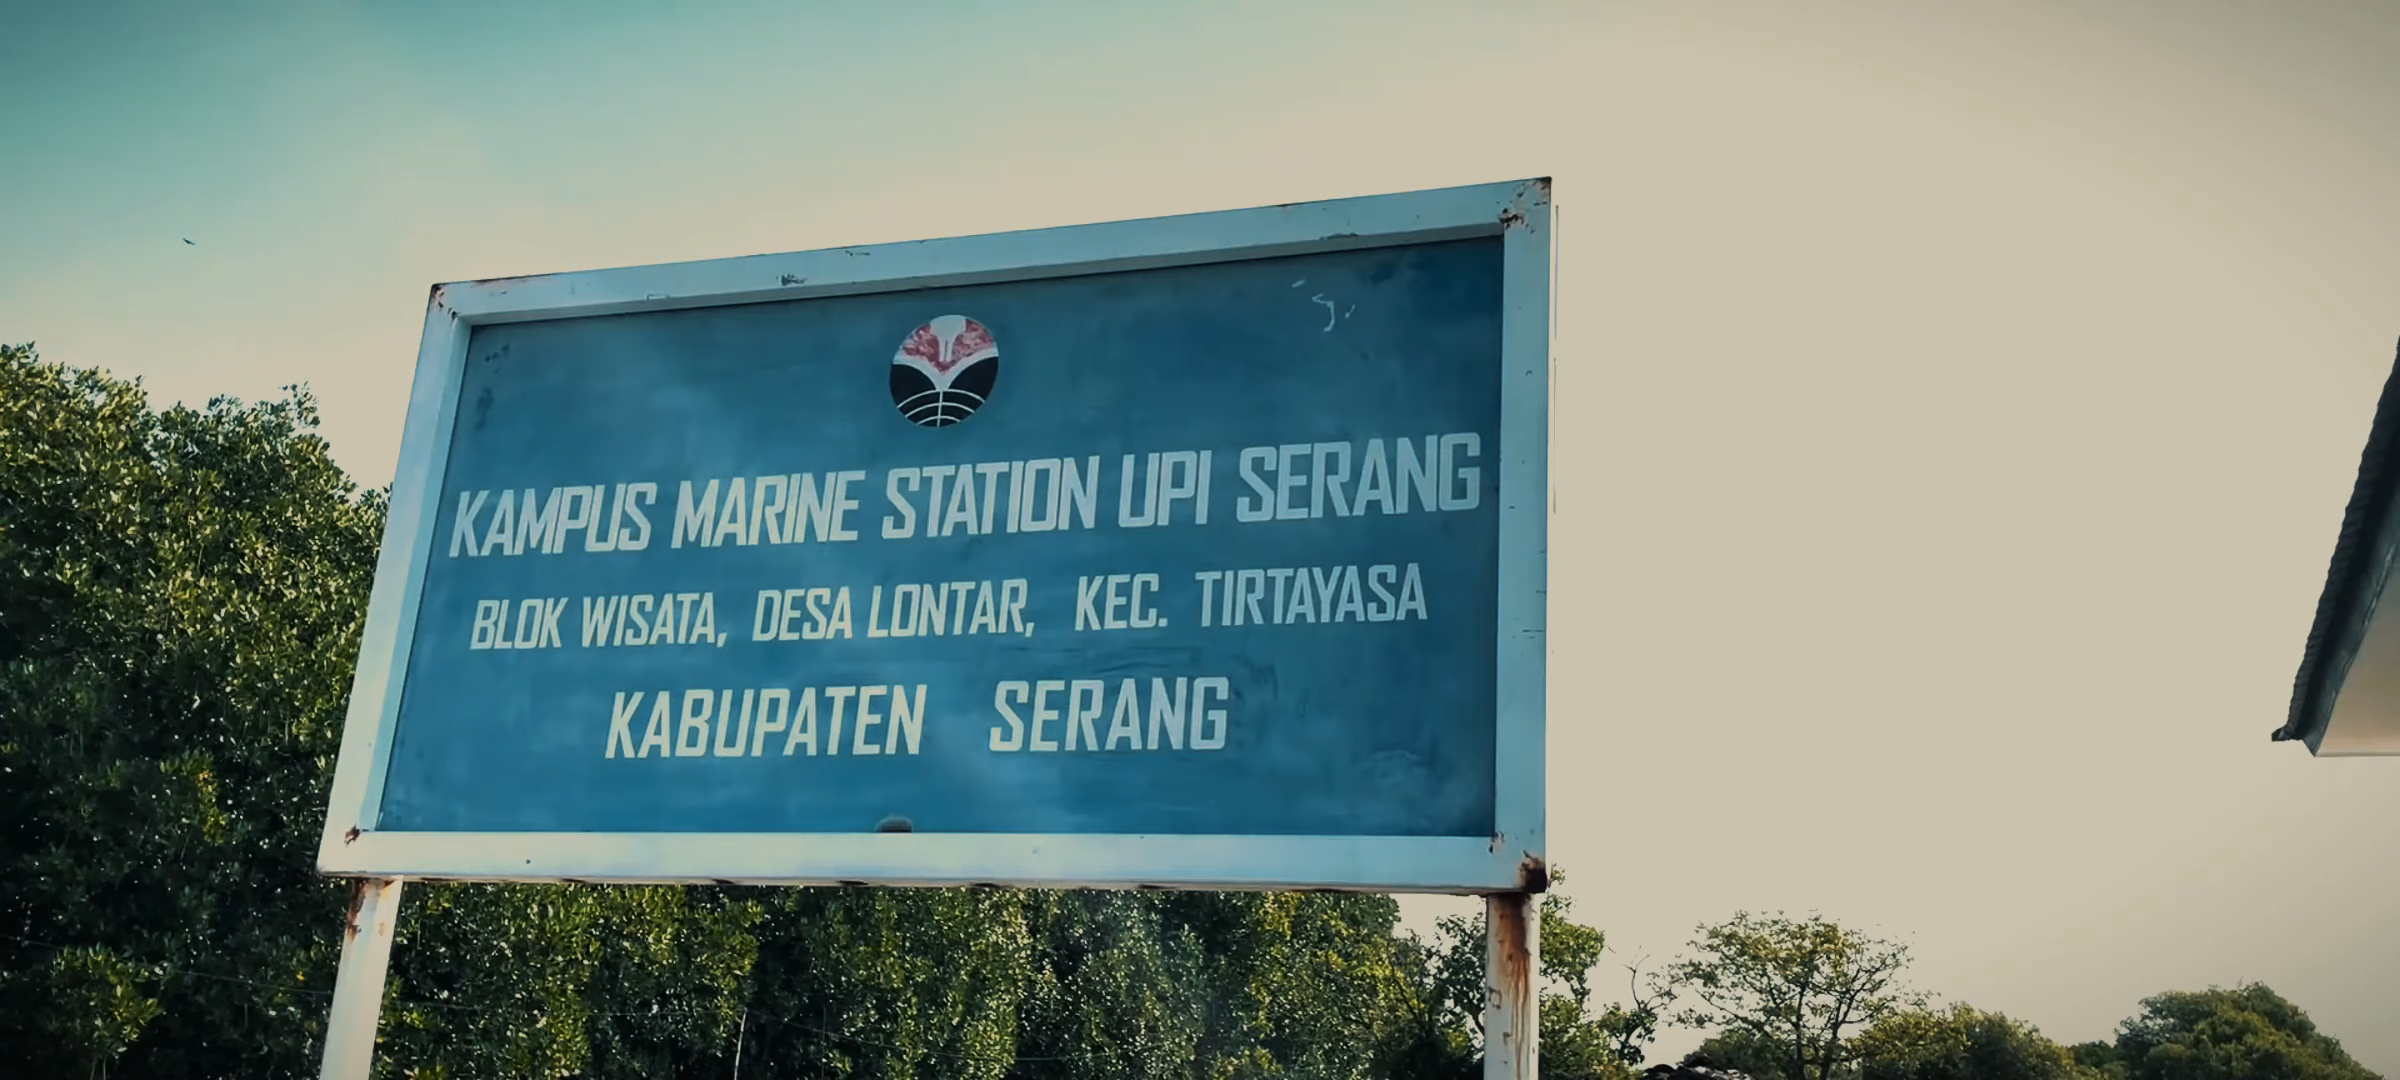 KAMPUS MARINE STATION UPI SERANG
BLOK WISATA, DESA LONTAR, KEC. TIRTAYASA
KABUPATEN SERANG